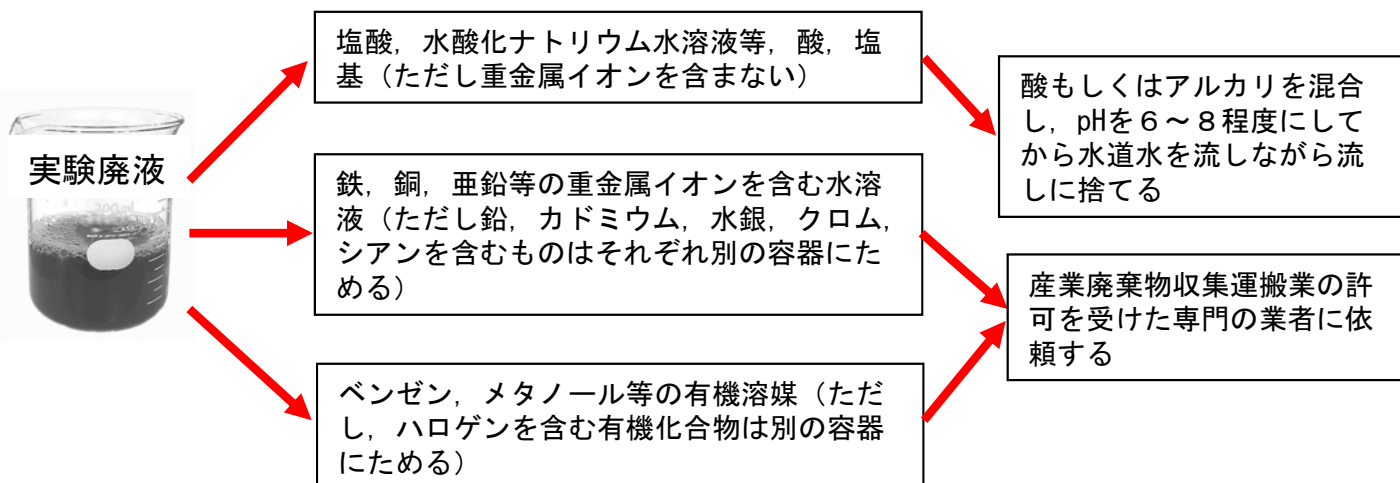 塩酸，水酸化ナトリウム水溶液等，酸，塩
基（ただし重金属イオンを含まない）
実験廃液
鉄，銅，亜鉛等の重金属イオンを含む水溶
液（ただし鉛，カドミウム，水銀，クロム，
シアンを含むものはそれぞれ別の容器にた
める）
ベンゼン，メタノール等の有機溶媒（ただ
し，ハロゲンを含む有機化合物は別の容器
にためる）
酸もしくはアルカリを混合
し，pHを６～８程度にして
から水道水を流しながら流
しに捨てる
産業廃棄物収集運搬業の許
可を受けた専門の業者に依
頼する